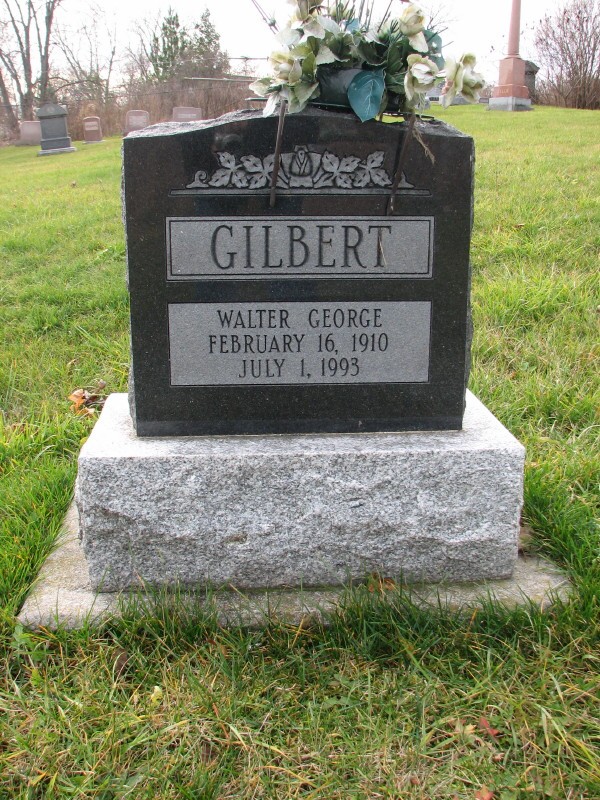 GILBERT
WALTER GEORGE
FEBRUARY 16, 1910
JULY 1, 1993